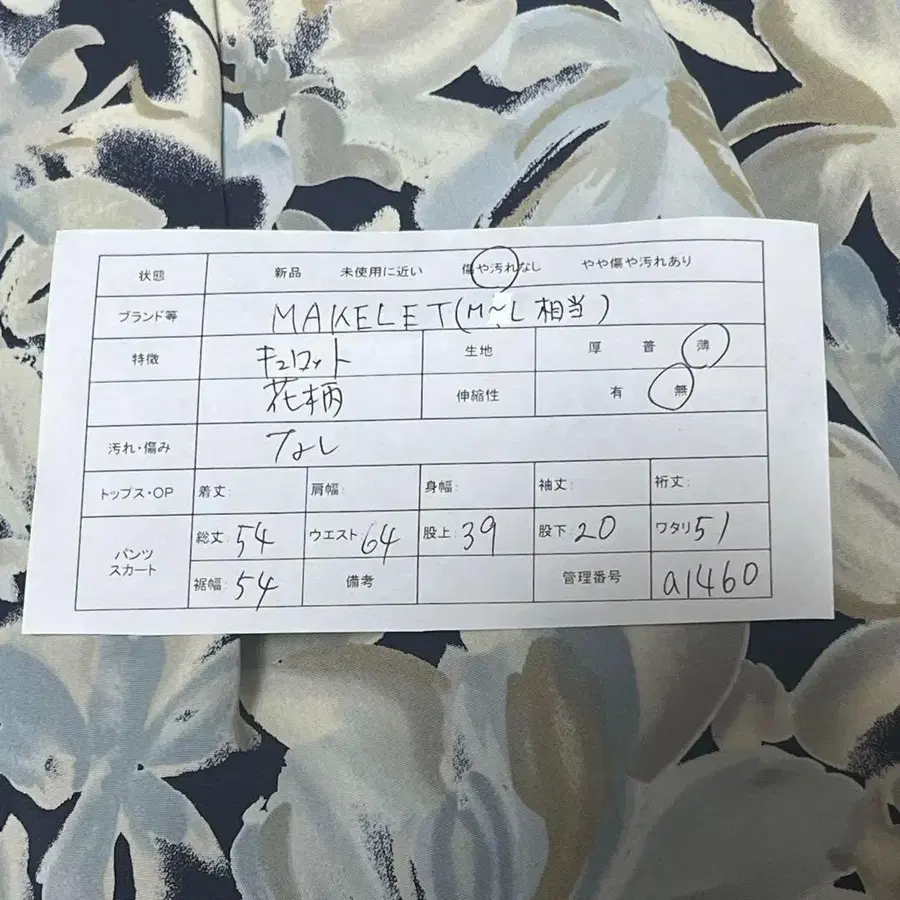 状態 新品 未使用に近い 傷や汚れなし やや傷や汚れあり
ブランド等 MAKELET(M~L相当)
特徴 キュロット 生地 厚 普 薄
花柄 伸縮性 有 無
汚れ・傷み なし
トップス・OP 着丈: 肩幅: 身幅: 袖丈: 裄丈:
パンツ スカート 総丈:54 ウエスト:64 股上:39 股下:20 ワタリ51
裾幅:54 備考 管理番号 a1460